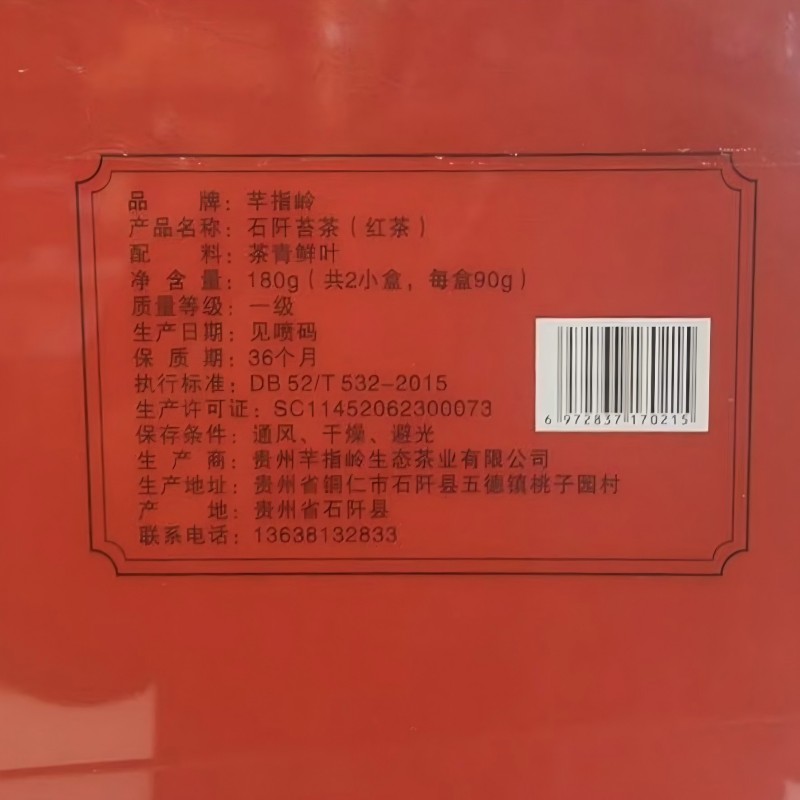 品 牌：芊指岭
产品名称：石阡苔茶（红茶）
配 料：茶青鲜叶
净 含 量：180g（共2小盒，每盒90g）
质量等级：一级
生产日期：见喷码
保 质 期：36个月
执行标准：DB 52/T 532-2015
生产许可证：SC11452062300073
保存条件：通风、干燥、避光
生 产 商：贵州芊指岭生态茶业有限公司
生产地址：贵州省铜仁市石阡县五德镇桃子园村
产 地：贵州省石阡县
联系电话：13638132833
6 972837 170215